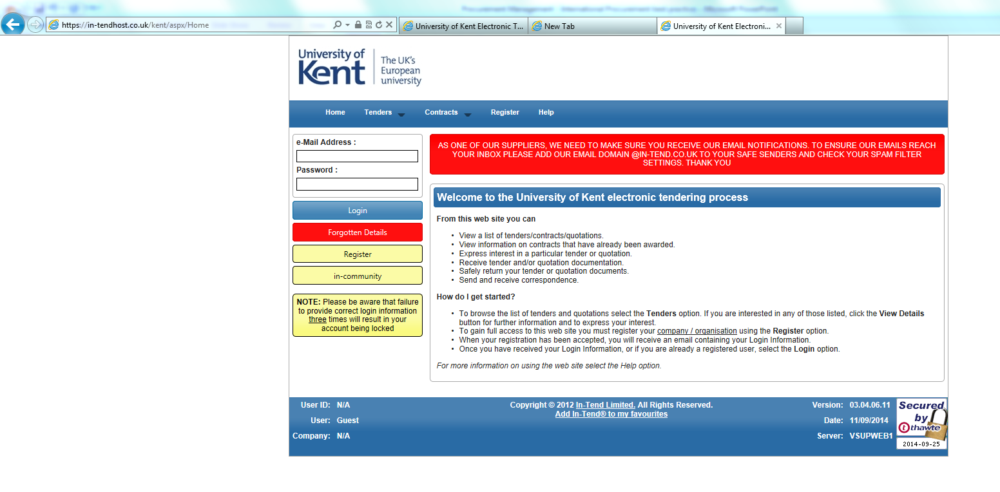 Procurement Management - International Procurement best practice - Microsoft PowerPoint
https://in-tendhost.co.uk/kent/aspx/Home
University of Kent Electronic T...
New Tab
University of Kent Electroni...
University of
Kent
The UK's
European
university
Home Tenders Contracts Register Help
e-Mail Address :
Password :
Login
Forgotten Details
Register
in-community
NOTE: Please be aware that failure
to provide correct login information
three times will result in your
account being locked
AS ONE OF OUR SUPPLIERS, WE NEED TO MAKE SURE YOU RECEIVE OUR EMAIL NOTIFICATIONS. TO ENSURE OUR EMAILS REACH
YOUR INBOX PLEASE ADD OUR EMAIL DOMAIN @IN-TEND.CO.UK TO YOUR SAFE SENDERS AND CHECK YOUR SPAM FILTER
SETTINGS. THANK YOU
Welcome to the University of Kent electronic tendering process
From this web site you can
• View a list of tenders/contracts/quotations.
• View information on contracts that have already been awarded.
• Express interest in a particular tender or quotation.
• Receive tender and/or quotation documentation.
• Safely return your tender or quotation documents.
• Send and receive correspondence.
How do I get started?
• To browse the list of tenders and quotations select the Tenders option. If you are interested in any of those listed, click the View Details
button for further information and to express your interest.
• To gain full access to this web site you must register your company / organisation using the Register option.
• When your registration has been accepted, you will receive an email containing your Login Information.
• Once you have received your Login Information, or if you are already a registered user, select the Login option.
For more information on using the web site select the Help option.
User ID: N/A
User: Guest
Company: N/A
Copyright © 2012 In-Tend Limited. All Rights Reserved.
Add In-Tend® to my favourites
Version: 03.04.06.11
Date: 11/09/2014
Server: VSUPWEB1
Secured
by
thawte
2014-09-25